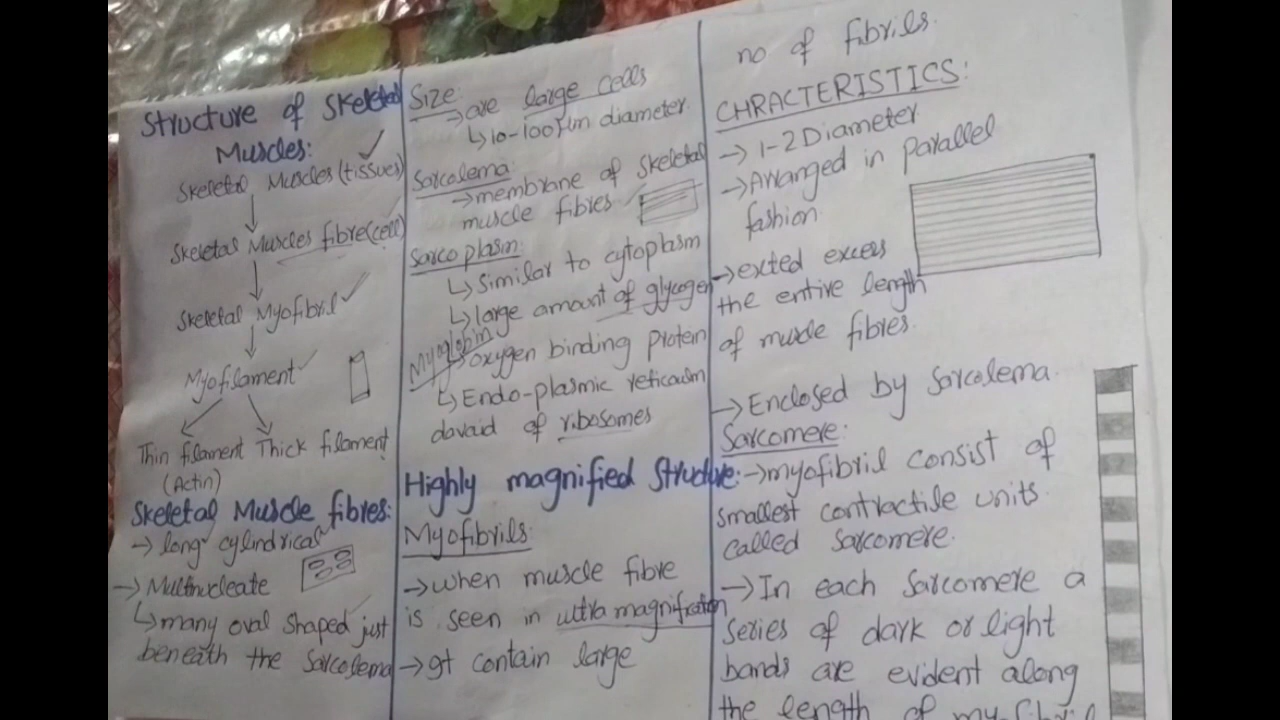 Structure of Skeletal
Muscles:
Skeletal Muscles (tissues)
Skeletal Muscles fibre(cell)
Skeletal Myofibril
Myofilament
Thin filament Thick filament
(Actin)
Skeletal Muscle fibres:
→ long cylindrical
→ Multinucleate
↳ many oval shaped just
beneath the Sarcolema
Size:
→ are large cells
↳ 10-100 μm diameter.
Sarcolema:
→ membrane of skeletal
muscle fibres
Sarcoplasm:
↳ Similar to cytoplasm
↳ large amount of glycogen
Myoglobin
↳ oxygen binding protein
↳ Endo-plasmic reticulum
davaid of ribosomes
Highly magnified Structure:
Myofibrils:
→ when muscle fibre
is seen in ultra magnification
→ It contain large
no of fibrils.
CHRACTERISTICS:
→ 1-2 Diameter
→ Arranged in parallel
fashion.
→ exted excess
the entire length
of muscle fibres.
→ Enclosed by Sarcolema.
Sarcomere:
→ myofibril consist of
smallest contractile units
called Sarcomere.
→ In each Sarcomere a
series of dark or light
bands are evident along
the length of myofibril